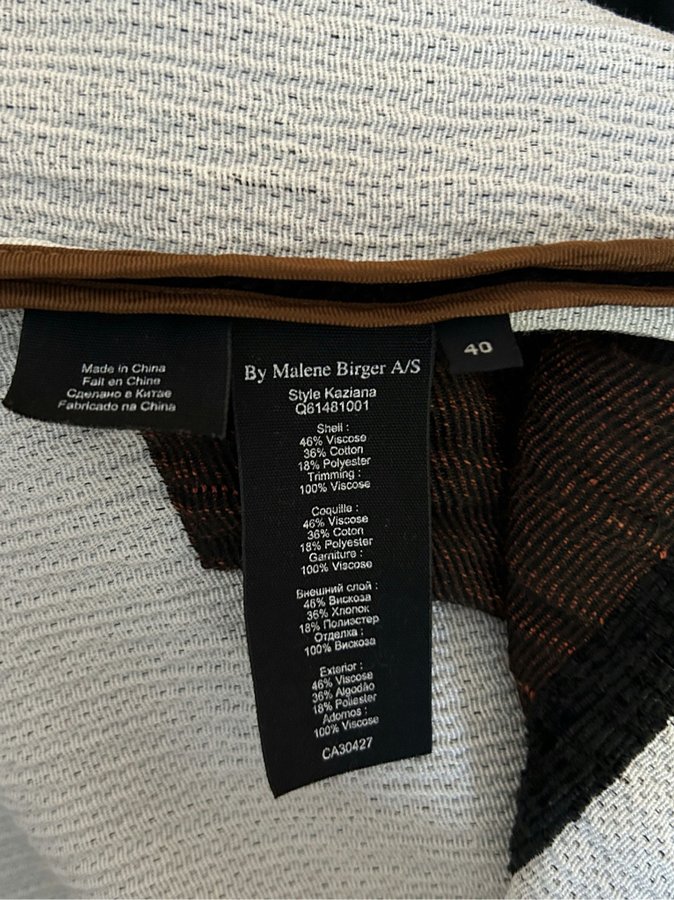 Made in China
Fait en Chine
Сделано в Китае
Fabricado na China
By Malene Birger A/S
Style Kaziana
Q61481001
Shell :
46% Viscose
36% Cotton
18% Polyester
Trimming :
100% Viscose
Coquille :
46% Viscose
36% Coton
18% Polyester
Garniture :
100% Viscose
Внешний слой :
46% Вискоза
36% Хлопок
18% Полиэстер
Отделка :
100% Вискоза
Exterior :
46% Viscose
36% Algodão
18% Poliester
Adornos :
100% Viscose
CA30427
40